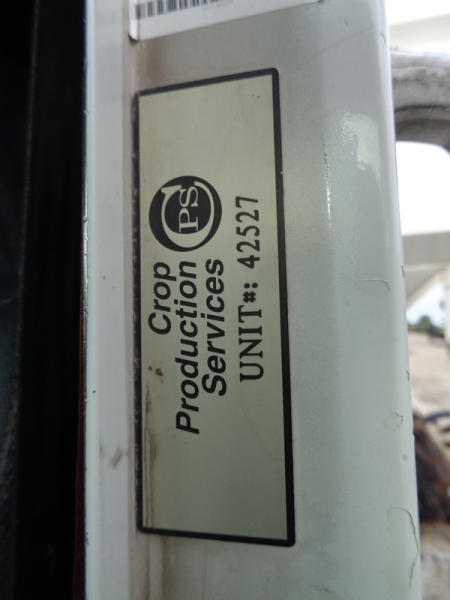 CPS
Crop
Production
Services
UNIT#: 42527